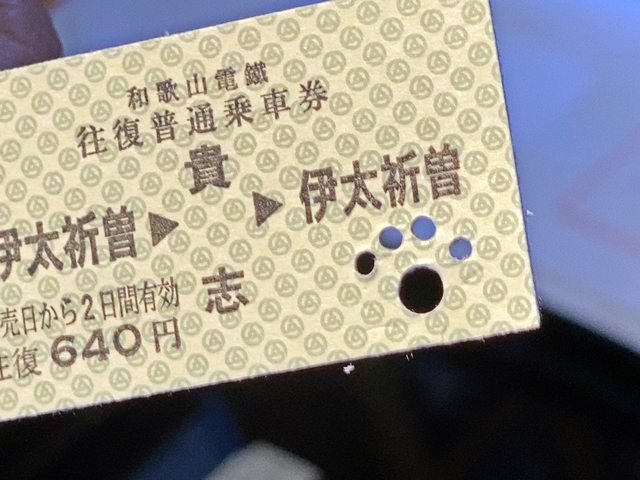 和歌山電鐵
往復普通乗車券
伊太祈曽▶貴志▶伊太祈曽
売日から2日間有効
往復 640円